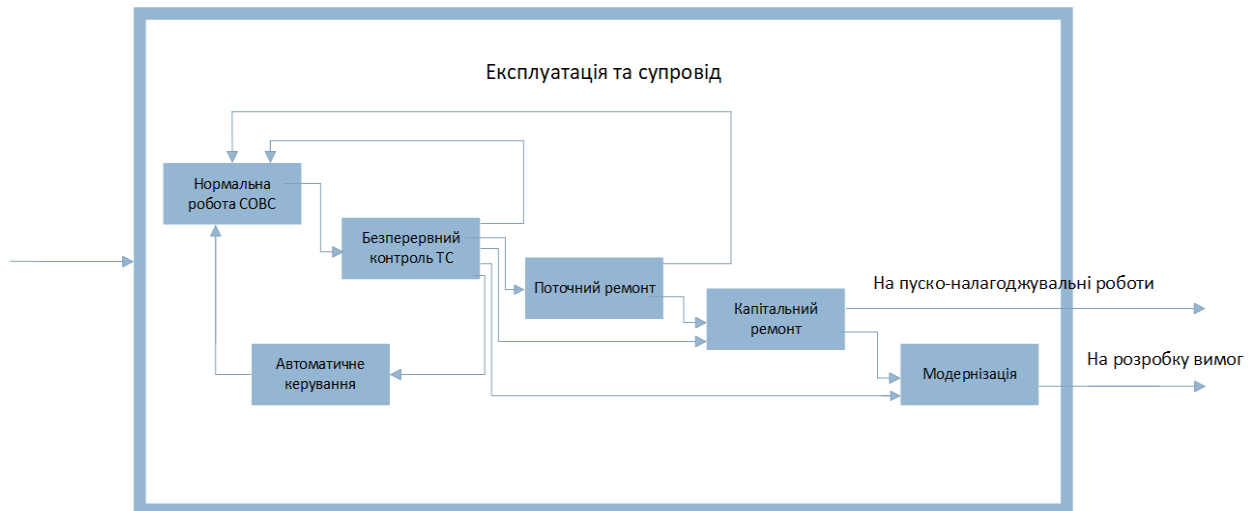 Експлуатація та супровід
Нормальна
робота СОВС
Безперервний
контроль ТС
Поточний ремонт
На пуско-налагоджувальні роботи
Капітальний
ремонт
Автоматичне
керування
Модернізація
На розробку вимог